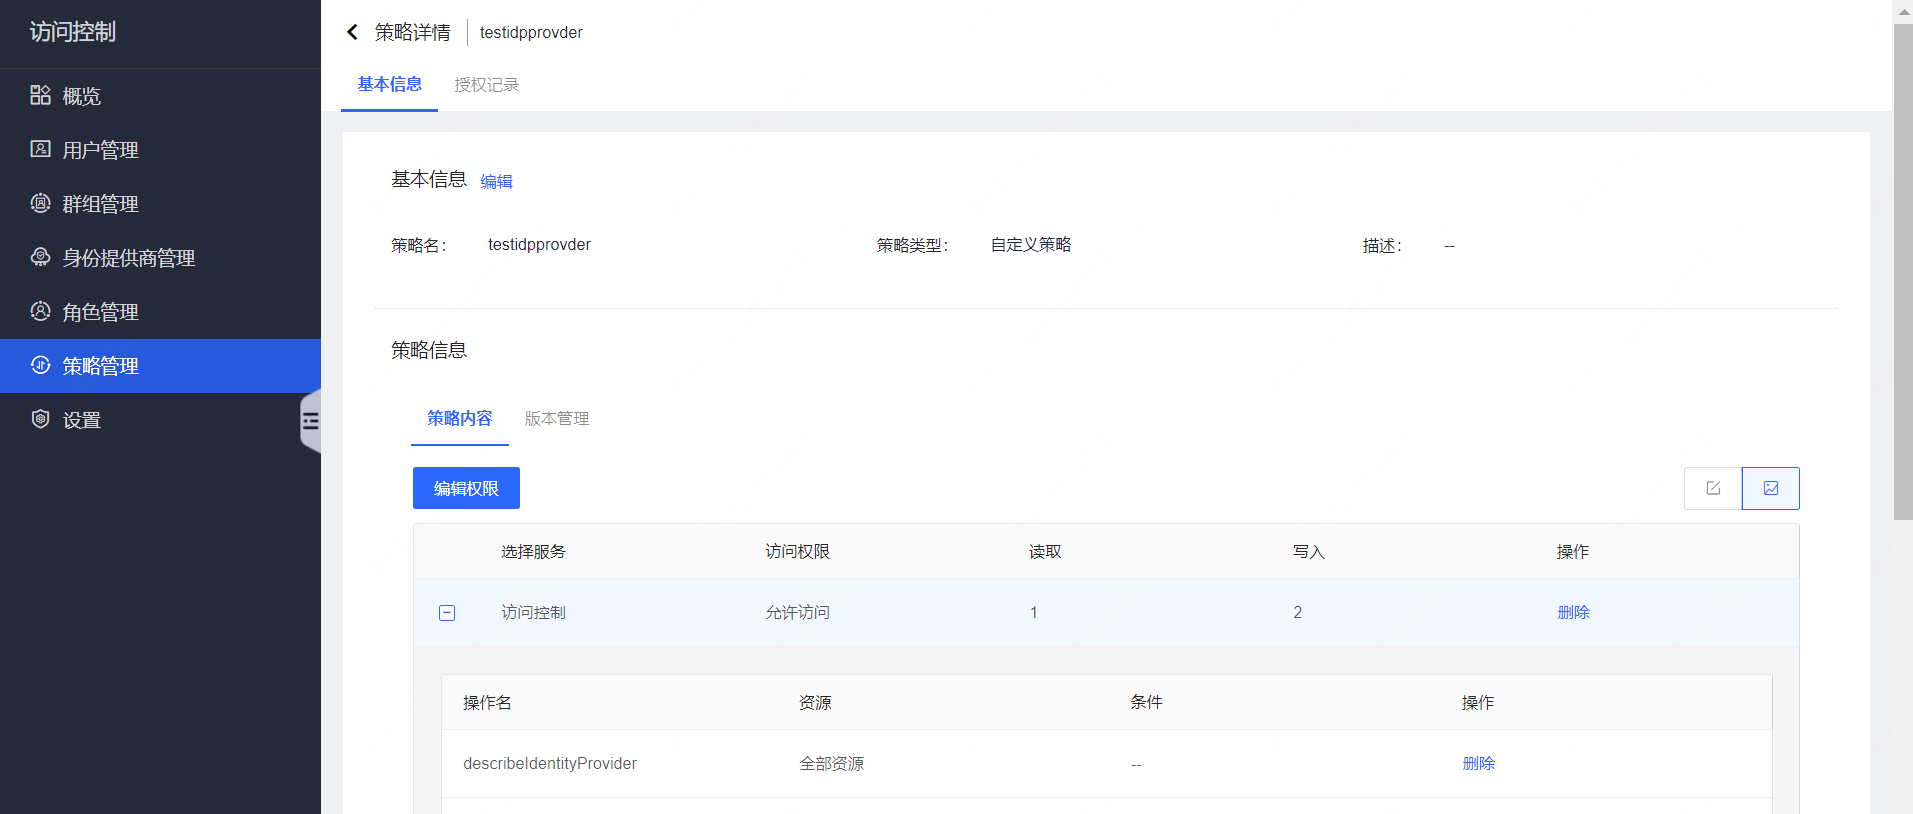 访问控制
概览
用户管理
群组管理
身份提供商管理
角色管理
策略管理
设置
策略详情 testidpprovder
基本信息 授权记录
基本信息 编辑
策略名： testidpprovder 策略类型： 自定义策略 描述： --
策略信息
策略内容 版本管理
编辑权限
选择服务 访问权限 读取 写入 操作
访问控制 允许访问 1 2 删除
操作名 资源 条件 操作
describeIdentityProvider 全部资源 -- 删除